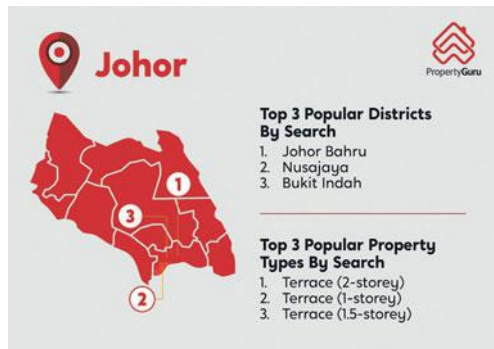 Johor
PropertyGuru
Top 3 Popular Districts
By Search
1. Johor Bahru
2. Nusajaya
3. Bukit Indah
1
3
2
Top 3 Popular Property
Types By Search
1. Terrace (2-storey)
2. Terrace (1-storey)
3. Terrace (1.5-storey)